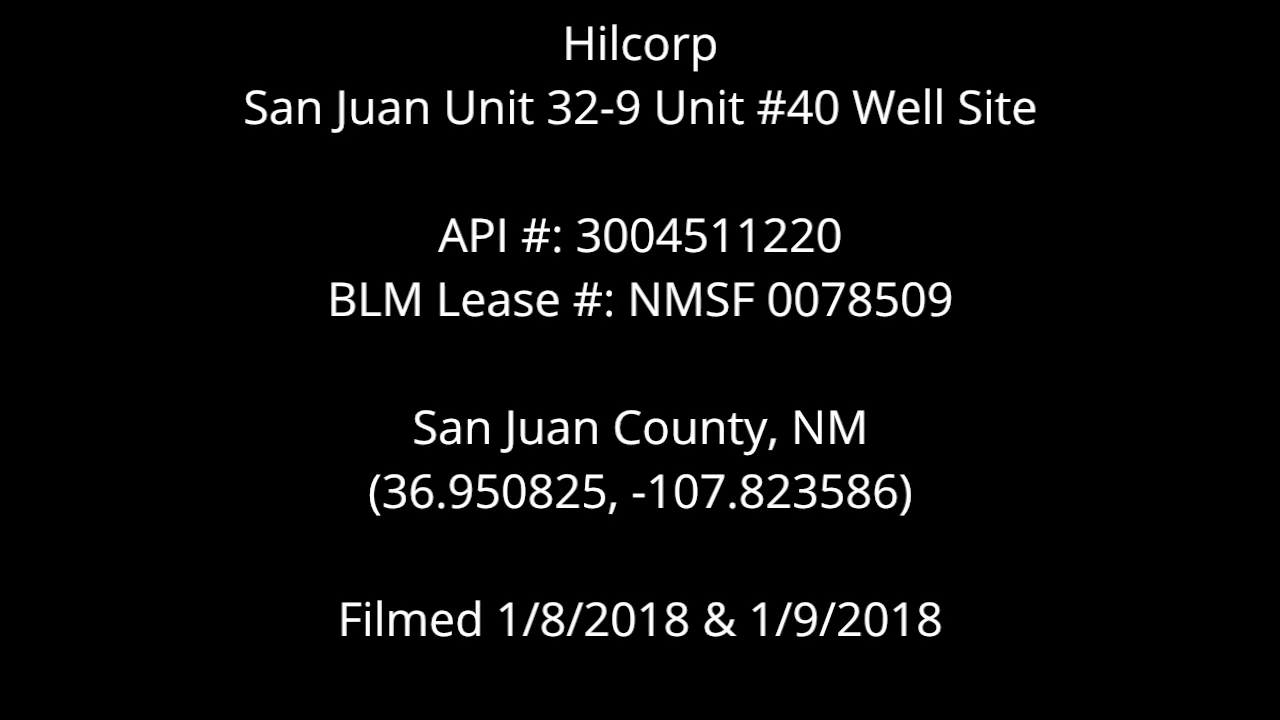 Hilcorp
San Juan Unit 32-9 Unit #40 Well Site
API #: 3004511220
BLM Lease #: NMSF 0078509
San Juan County, NM
(36.950825, -107.823586)
Filmed 1/8/2018 & 1/9/2018